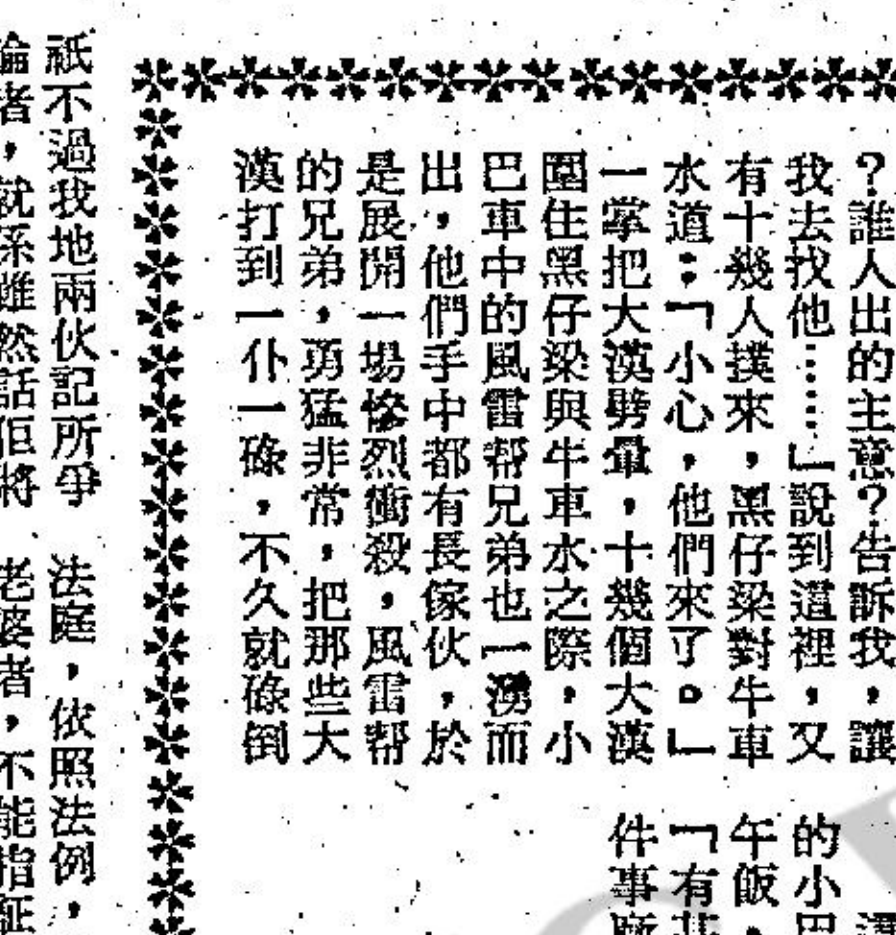 ？誰人出的主意？告訴我，讓
我去找他……」說到這裡，又
有十幾人撲來，黑仔梁對牛車
水道：「小心，他們來了。」
一掌把大漢劈暈，十幾個大漢
圍住黑仔梁與牛車水之際，小
巴車中的風雷帮兄弟也一湧而
出，他們手中都有長傢伙，於
是展開一場慘烈衝殺，風雷帮
的兄弟，勇猛非常，把那些大
漢打到一仆一碌，不久就碌倒
的小巴
午飯，
「有非
件事
祇不過我地兩伙記所爭
論者，就係雖然話佢將
法庭，依照法例，
老婆者，不能指証